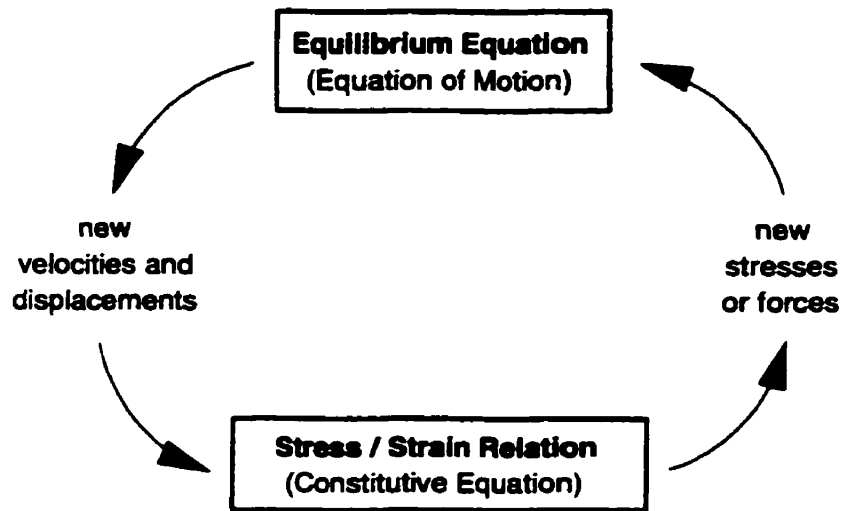 Equilibrium Equation
(Equation of Motion)
new
velocities and
displacements
new
stresses
or forces
Stress / Strain Relation
(Constitutive Equation)